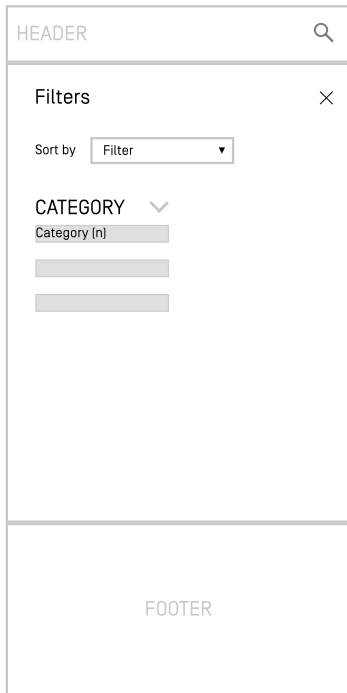 HEADER
Filters
Sort by Filter
CATEGORY
Category (n)
FOOTER